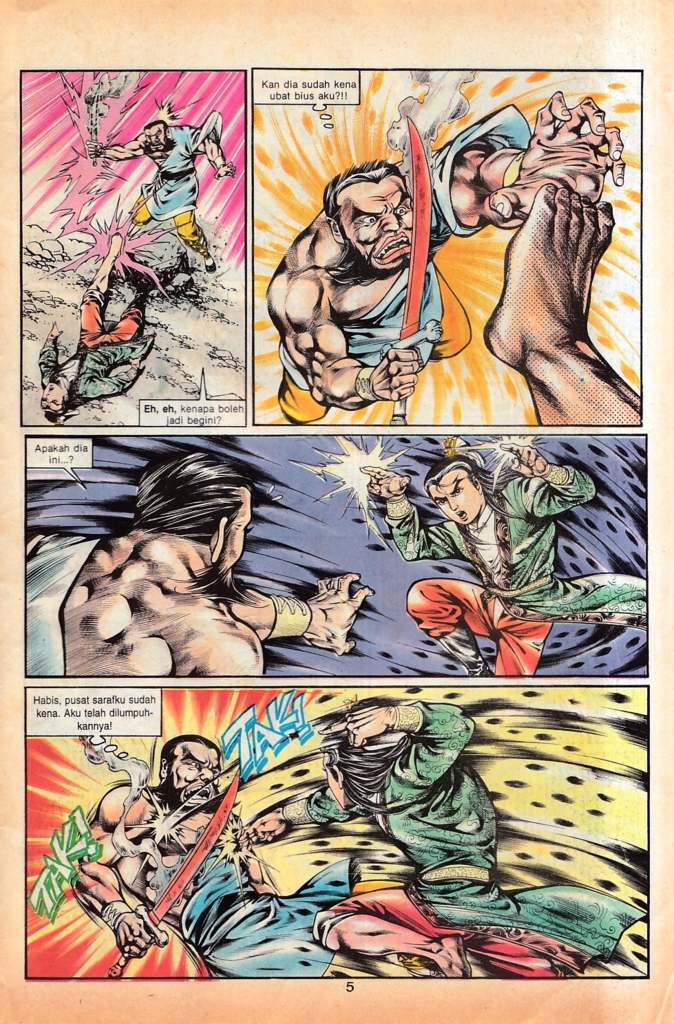 Kan dia sudah kena
ubat bius aku?!!
Eh, eh, kenapa boleh
jadi begini?
Apakah dia
ini...?
Habis, pusat sarafku sudah
kena. Aku telah dilumpuh-
kannya!
TAK!
TAK!
5